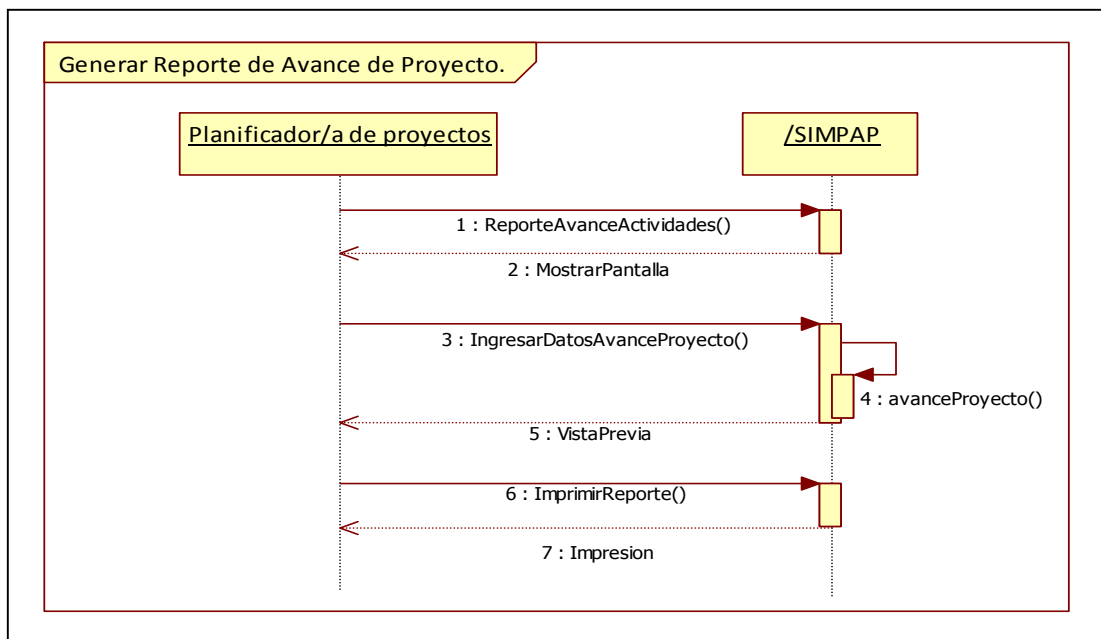 Generar Reporte de Avance de Proyecto.
Planificador/a de proyectos
/SIMPAP
1 : ReporteAvanceActividades()
2 : MostrarPantalla
3 : IngresarDatosAvanceProyecto()
4 : avanceProyecto()
5 : VistaPrevia
6 : ImprimirReporte()
7 : Impresion